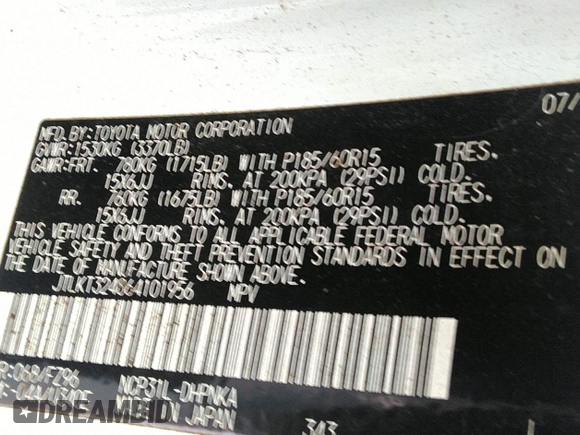 07/
MFD. BY: TOYOTA MOTOR CORPORATION
GVWR: 1530KG (3370LB)
GAWR: FRT. 780KG (1715LB) WITH P185/60R15 TIRES.
15X6JJ RIMS. AT 200KPA (29PSI) COLD.
RR. 760KG (1675LB) WITH P185/60R15 TIRES.
15X6JJ RIMS. AT 200KPA (29PSI) COLD.
THIS VEHICLE CONFORMS TO ALL APPLICABLE FEDERAL MOTOR
VEHICLE SAFETY AND THEFT PREVENTION STANDARDS IN EFFECT ON
THE DATE OF MANUFACTURE SHOWN ABOVE.
MPV
068/FZ96
NCP31L-DHPNKA
MADE IN JAPAN
343